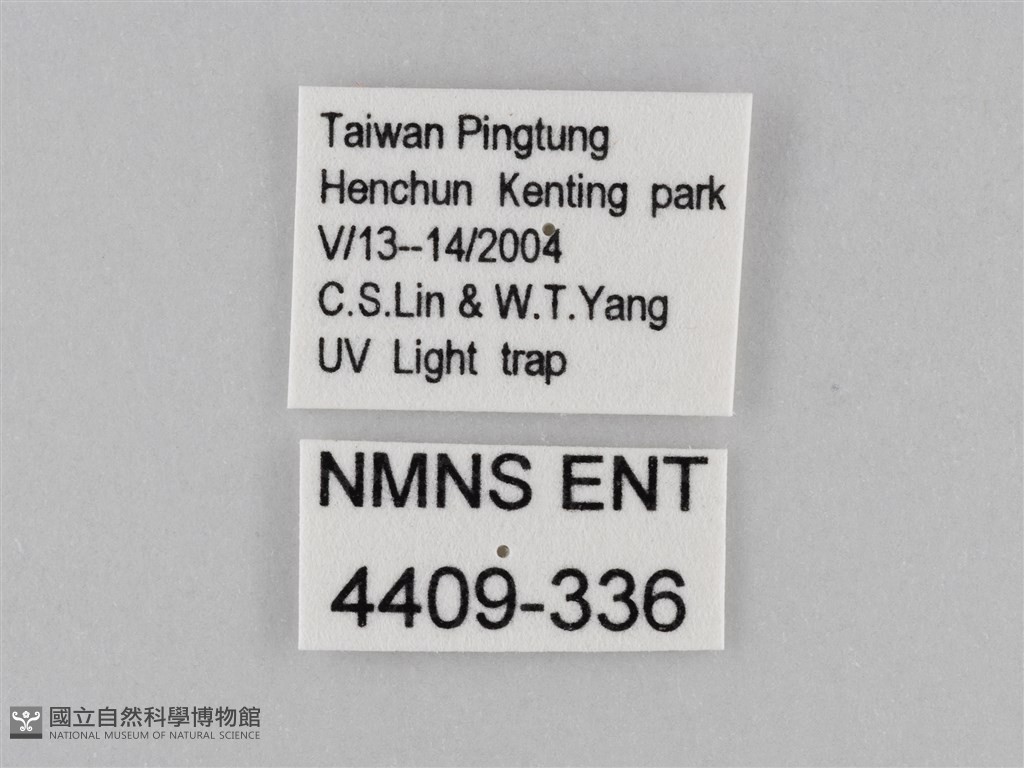 Taiwan Pingtung
Henchun Kenting park
V/13--14/2004
C.S.Lin & W.T.Yang
UV Light trap
NMNS ENT
4409-336
國立自然科學博物館
NATIONAL MUSEUM OF NATURAL SCIENCE